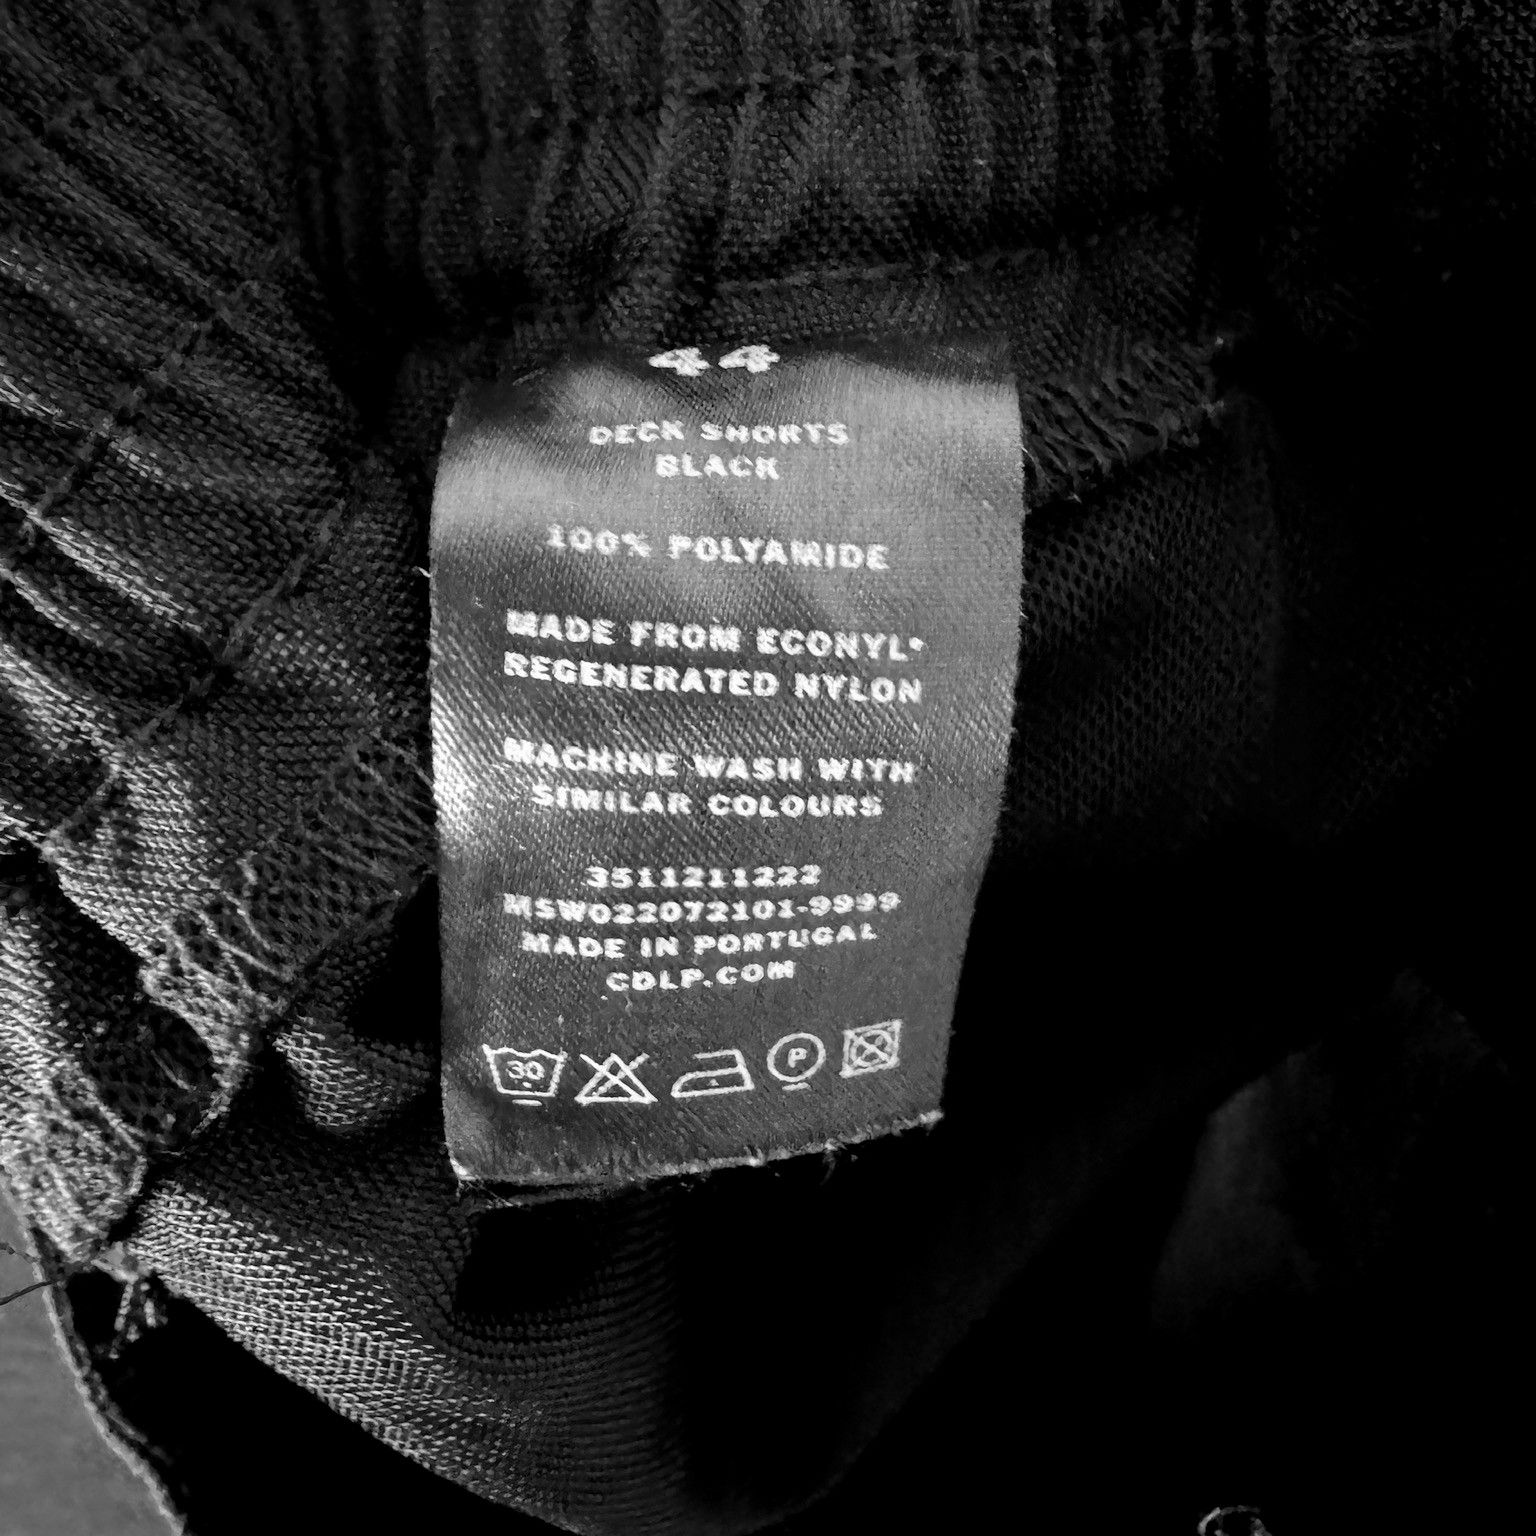 44
DECK SHORTS
BLACK
100% POLYAMIDE
MADE FROM ECONYL®
REGENERATED NYLON
MACHINE WASH WITH
SIMILAR COLOURS
3511211222
MSW022072101-9999
MADE IN PORTUGAL
CDLP.COM
30 P